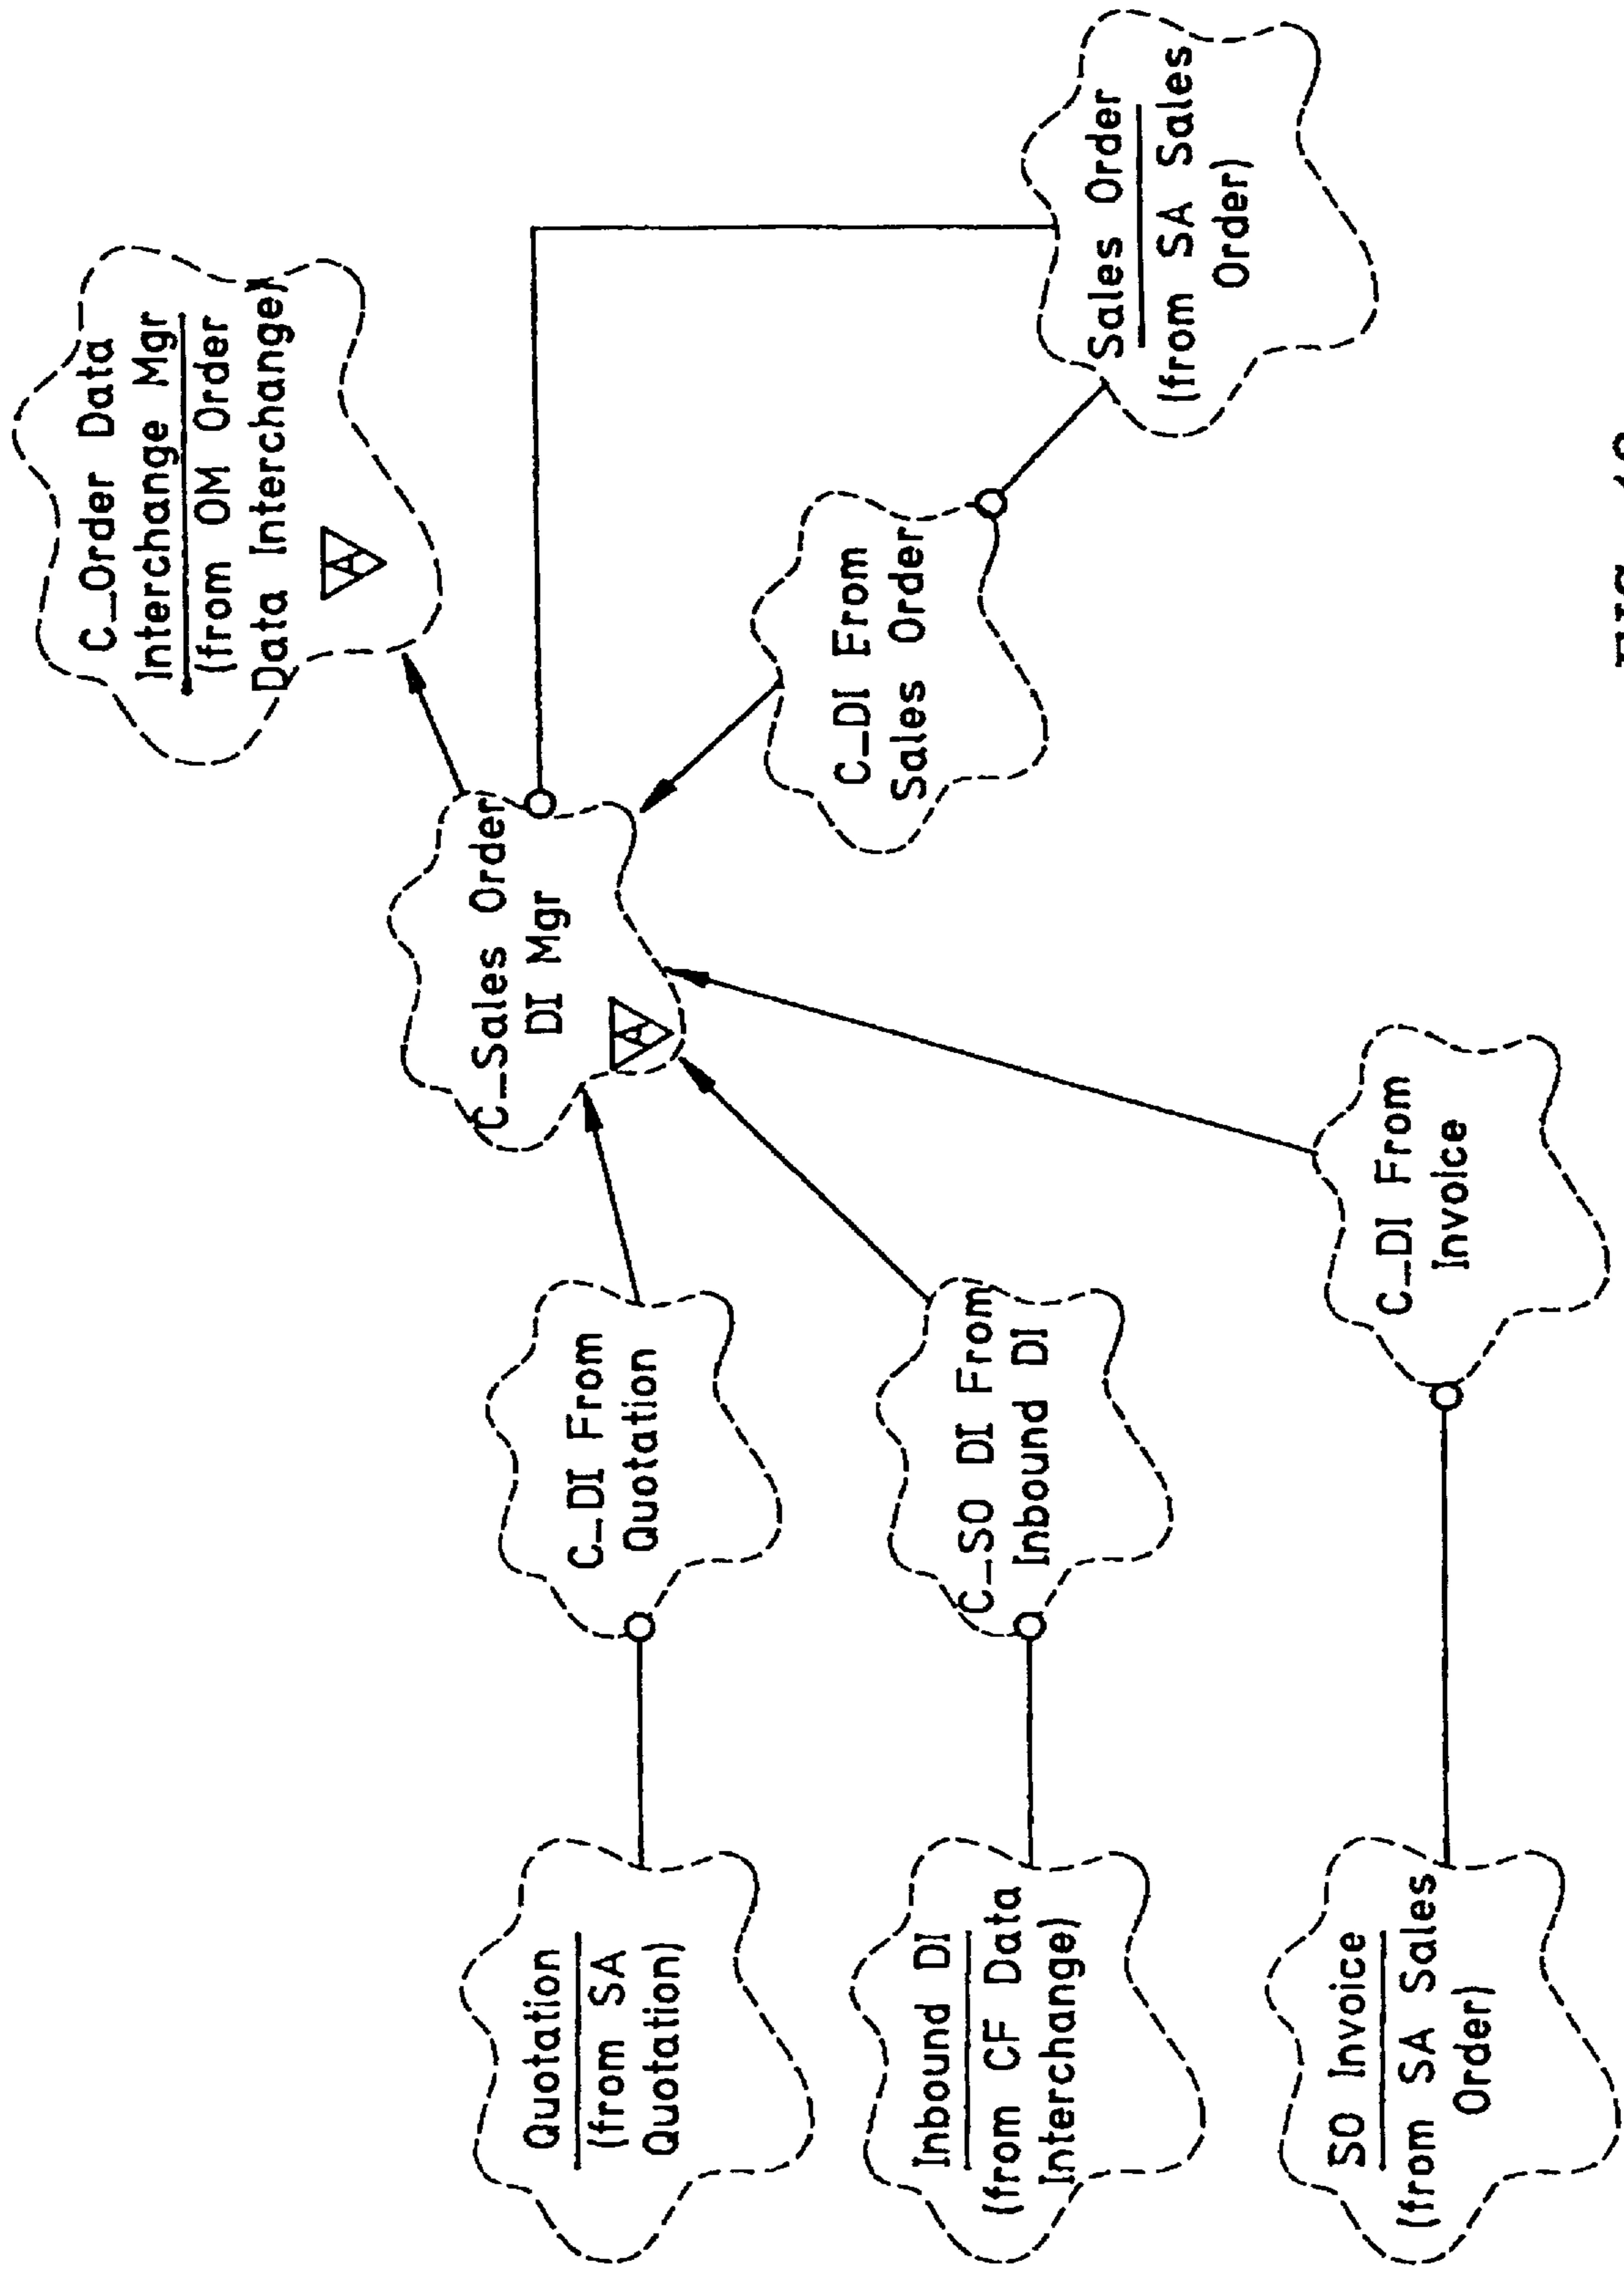 C_Order Data
Interchange Mgr
(from OM Order
Data Interchange)
A
C_Sales Order
DI Mgr
A
Quotation
(from SA
Quotation)
C_DI From
Quotation
C_DI From
Sales Order
Inbound DI
(from CF Data
Interchange)
C_SO DI From
Inbound DI
Sales Order
(from SA Sales
Order)
SO Invoice
(from SA Sales
Order)
C_DI From
Invoice